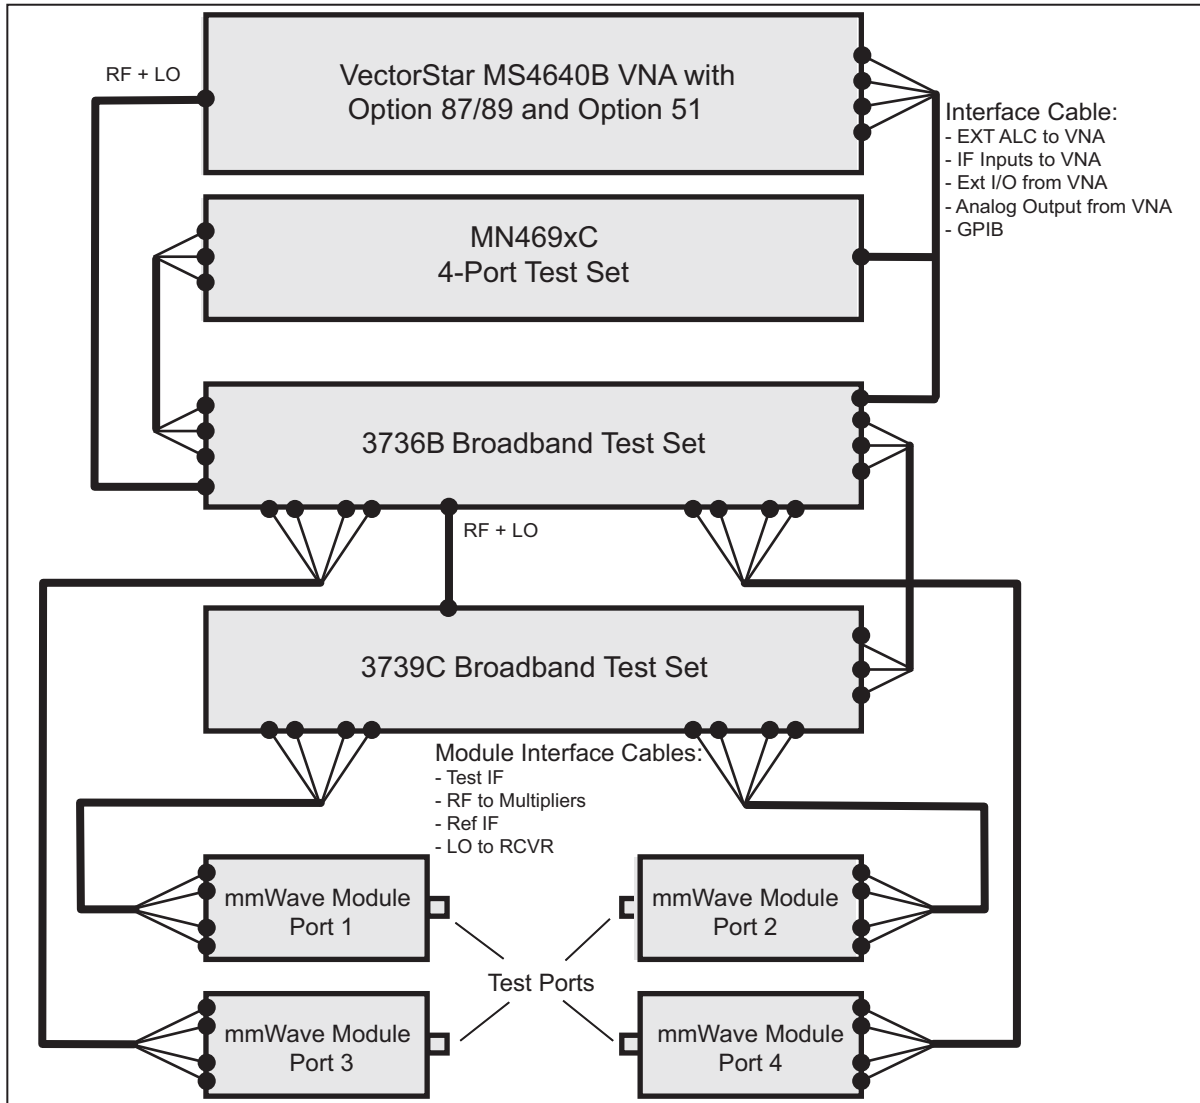 RF + LO
VectorStar MS4640B VNA with
Option 87/89 and Option 51
Interface Cable:
- EXT ALC to VNA
- IF Inputs to VNA
- Ext I/O from VNA
- Analog Output from VNA
- GPIB
MN469xC
4-Port Test Set
3736B Broadband Test Set
RF + LO
3739C Broadband Test Set
Module Interface Cables:
- Test IF
- RF to Multipliers
- Ref IF
- LO to RCVR
mmWave Module
Port 1
mmWave Module
Port 2
Test Ports
mmWave Module
Port 3
mmWave Module
Port 4